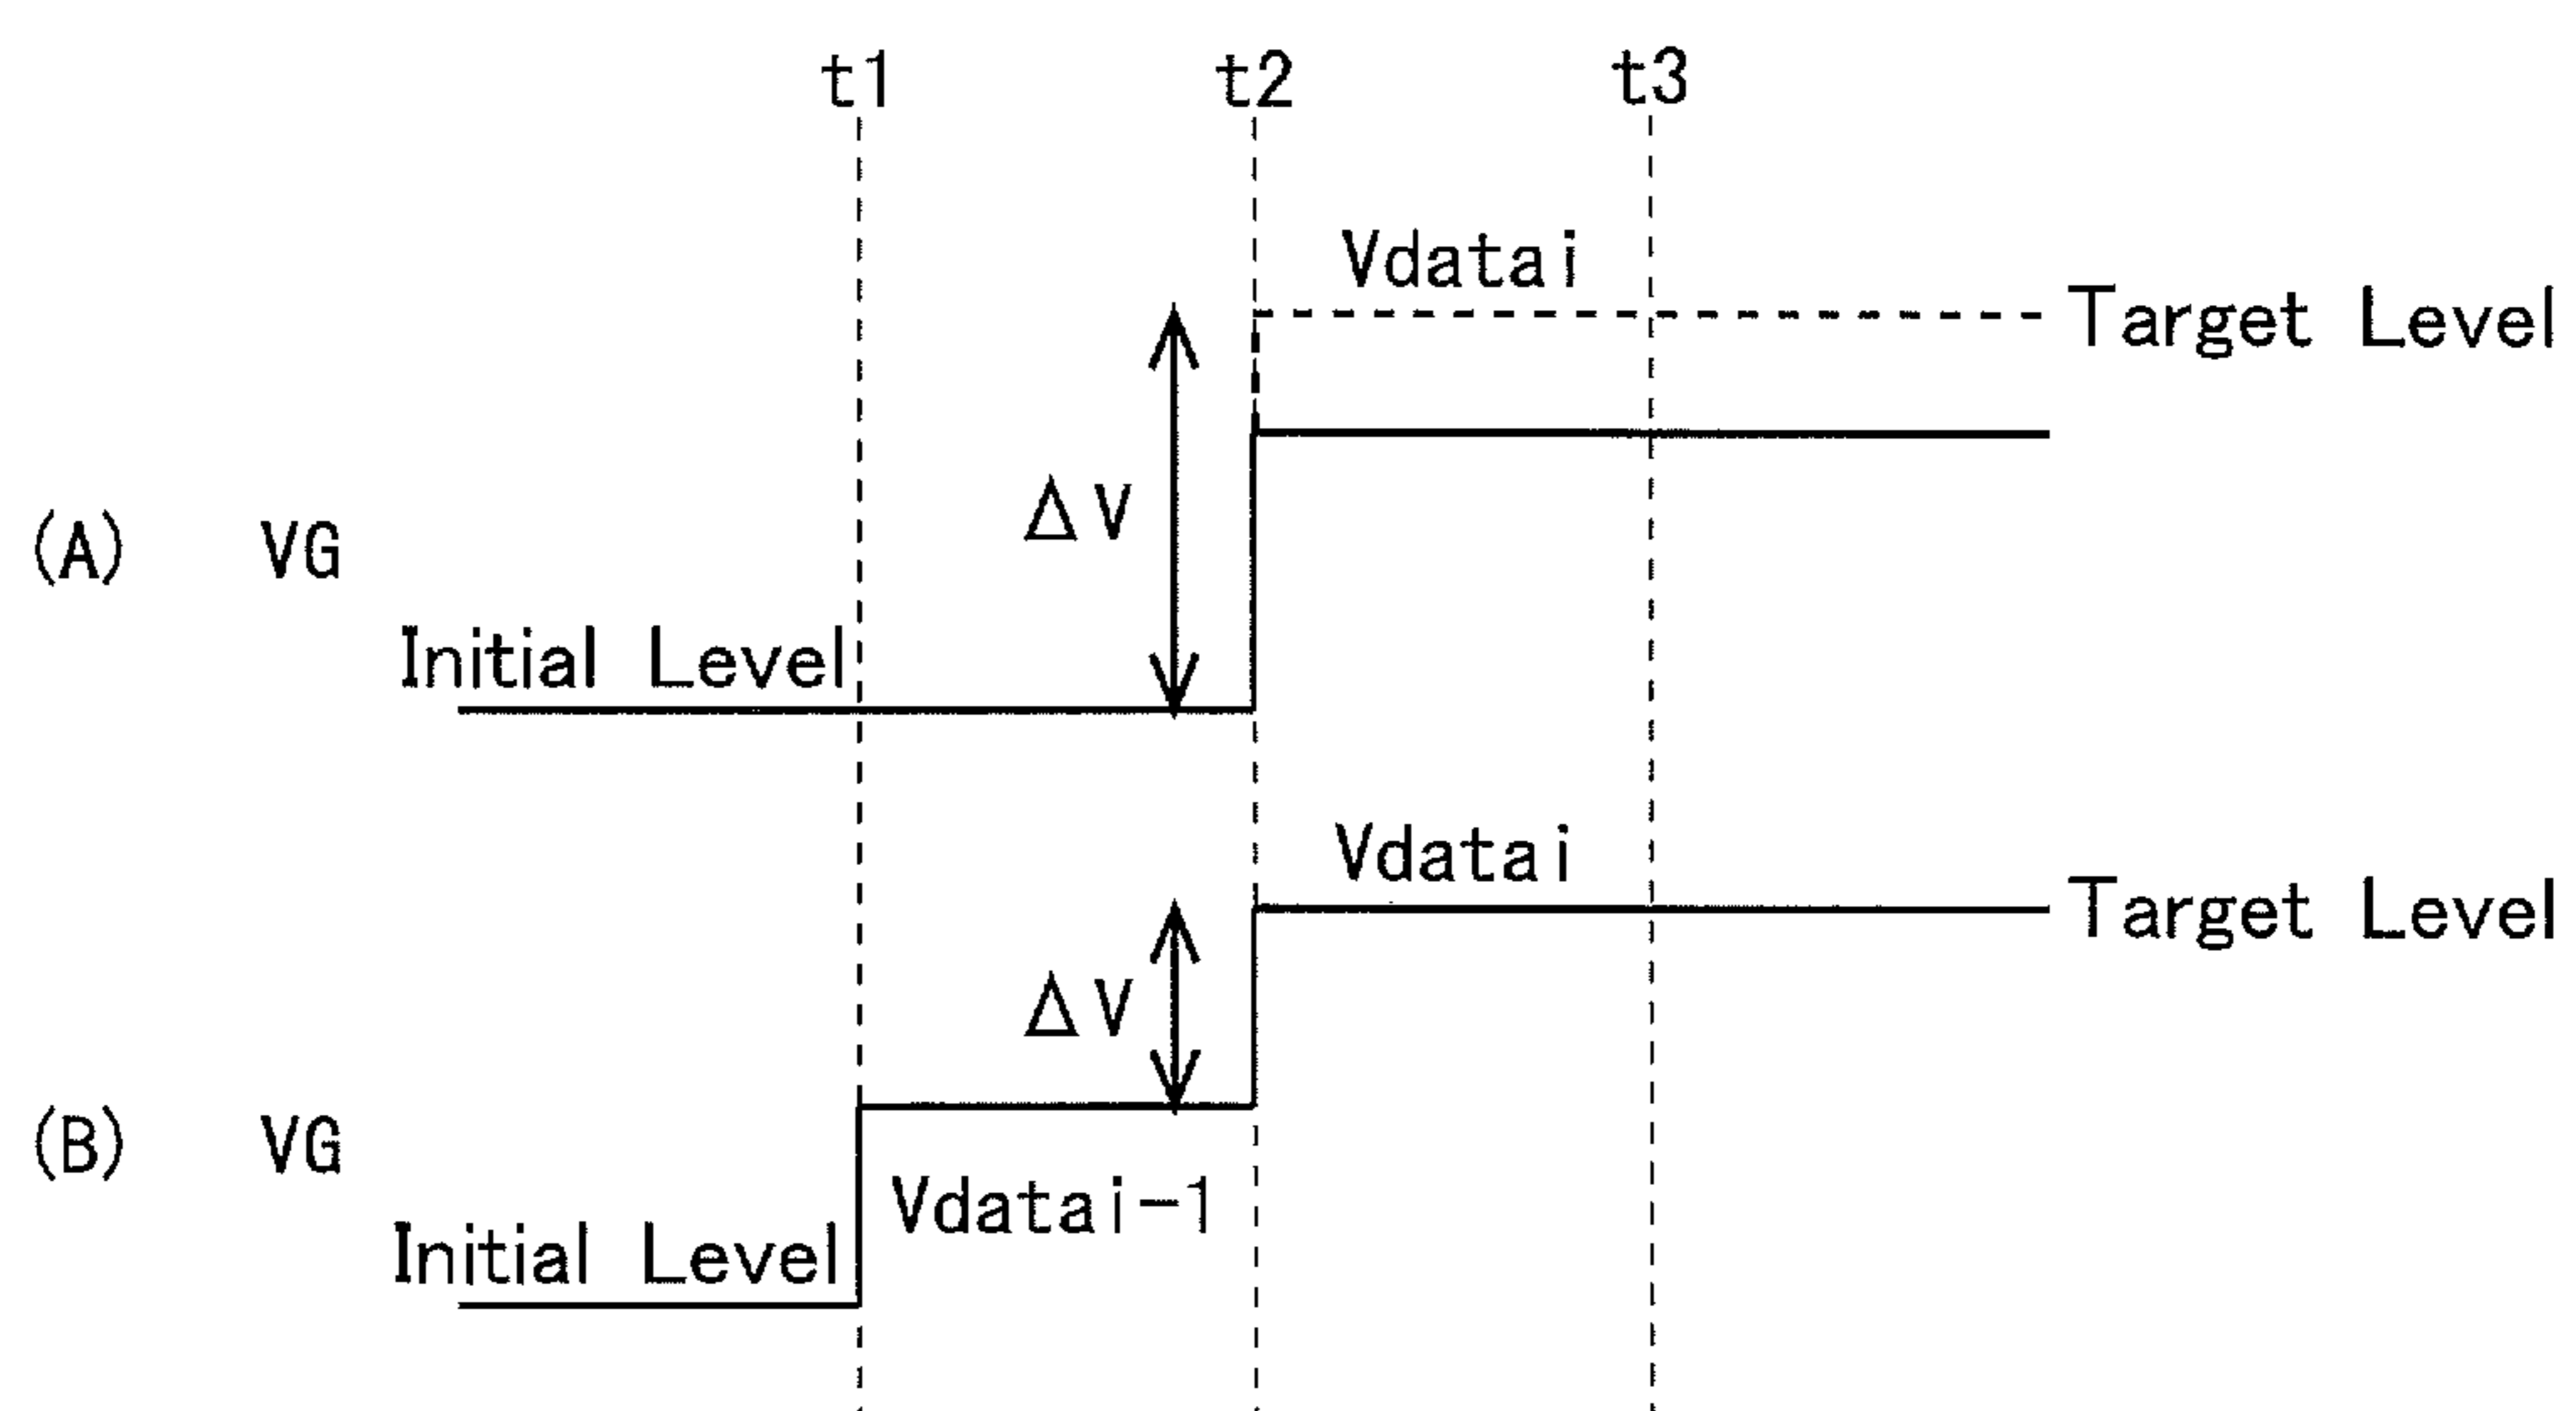 t1 t2 t3
Vdatai
Target Level
ΔV
(A) VG
Initial Level
Vdatai
Target Level
ΔV
(B) VG
Vdatai-1
Initial Level